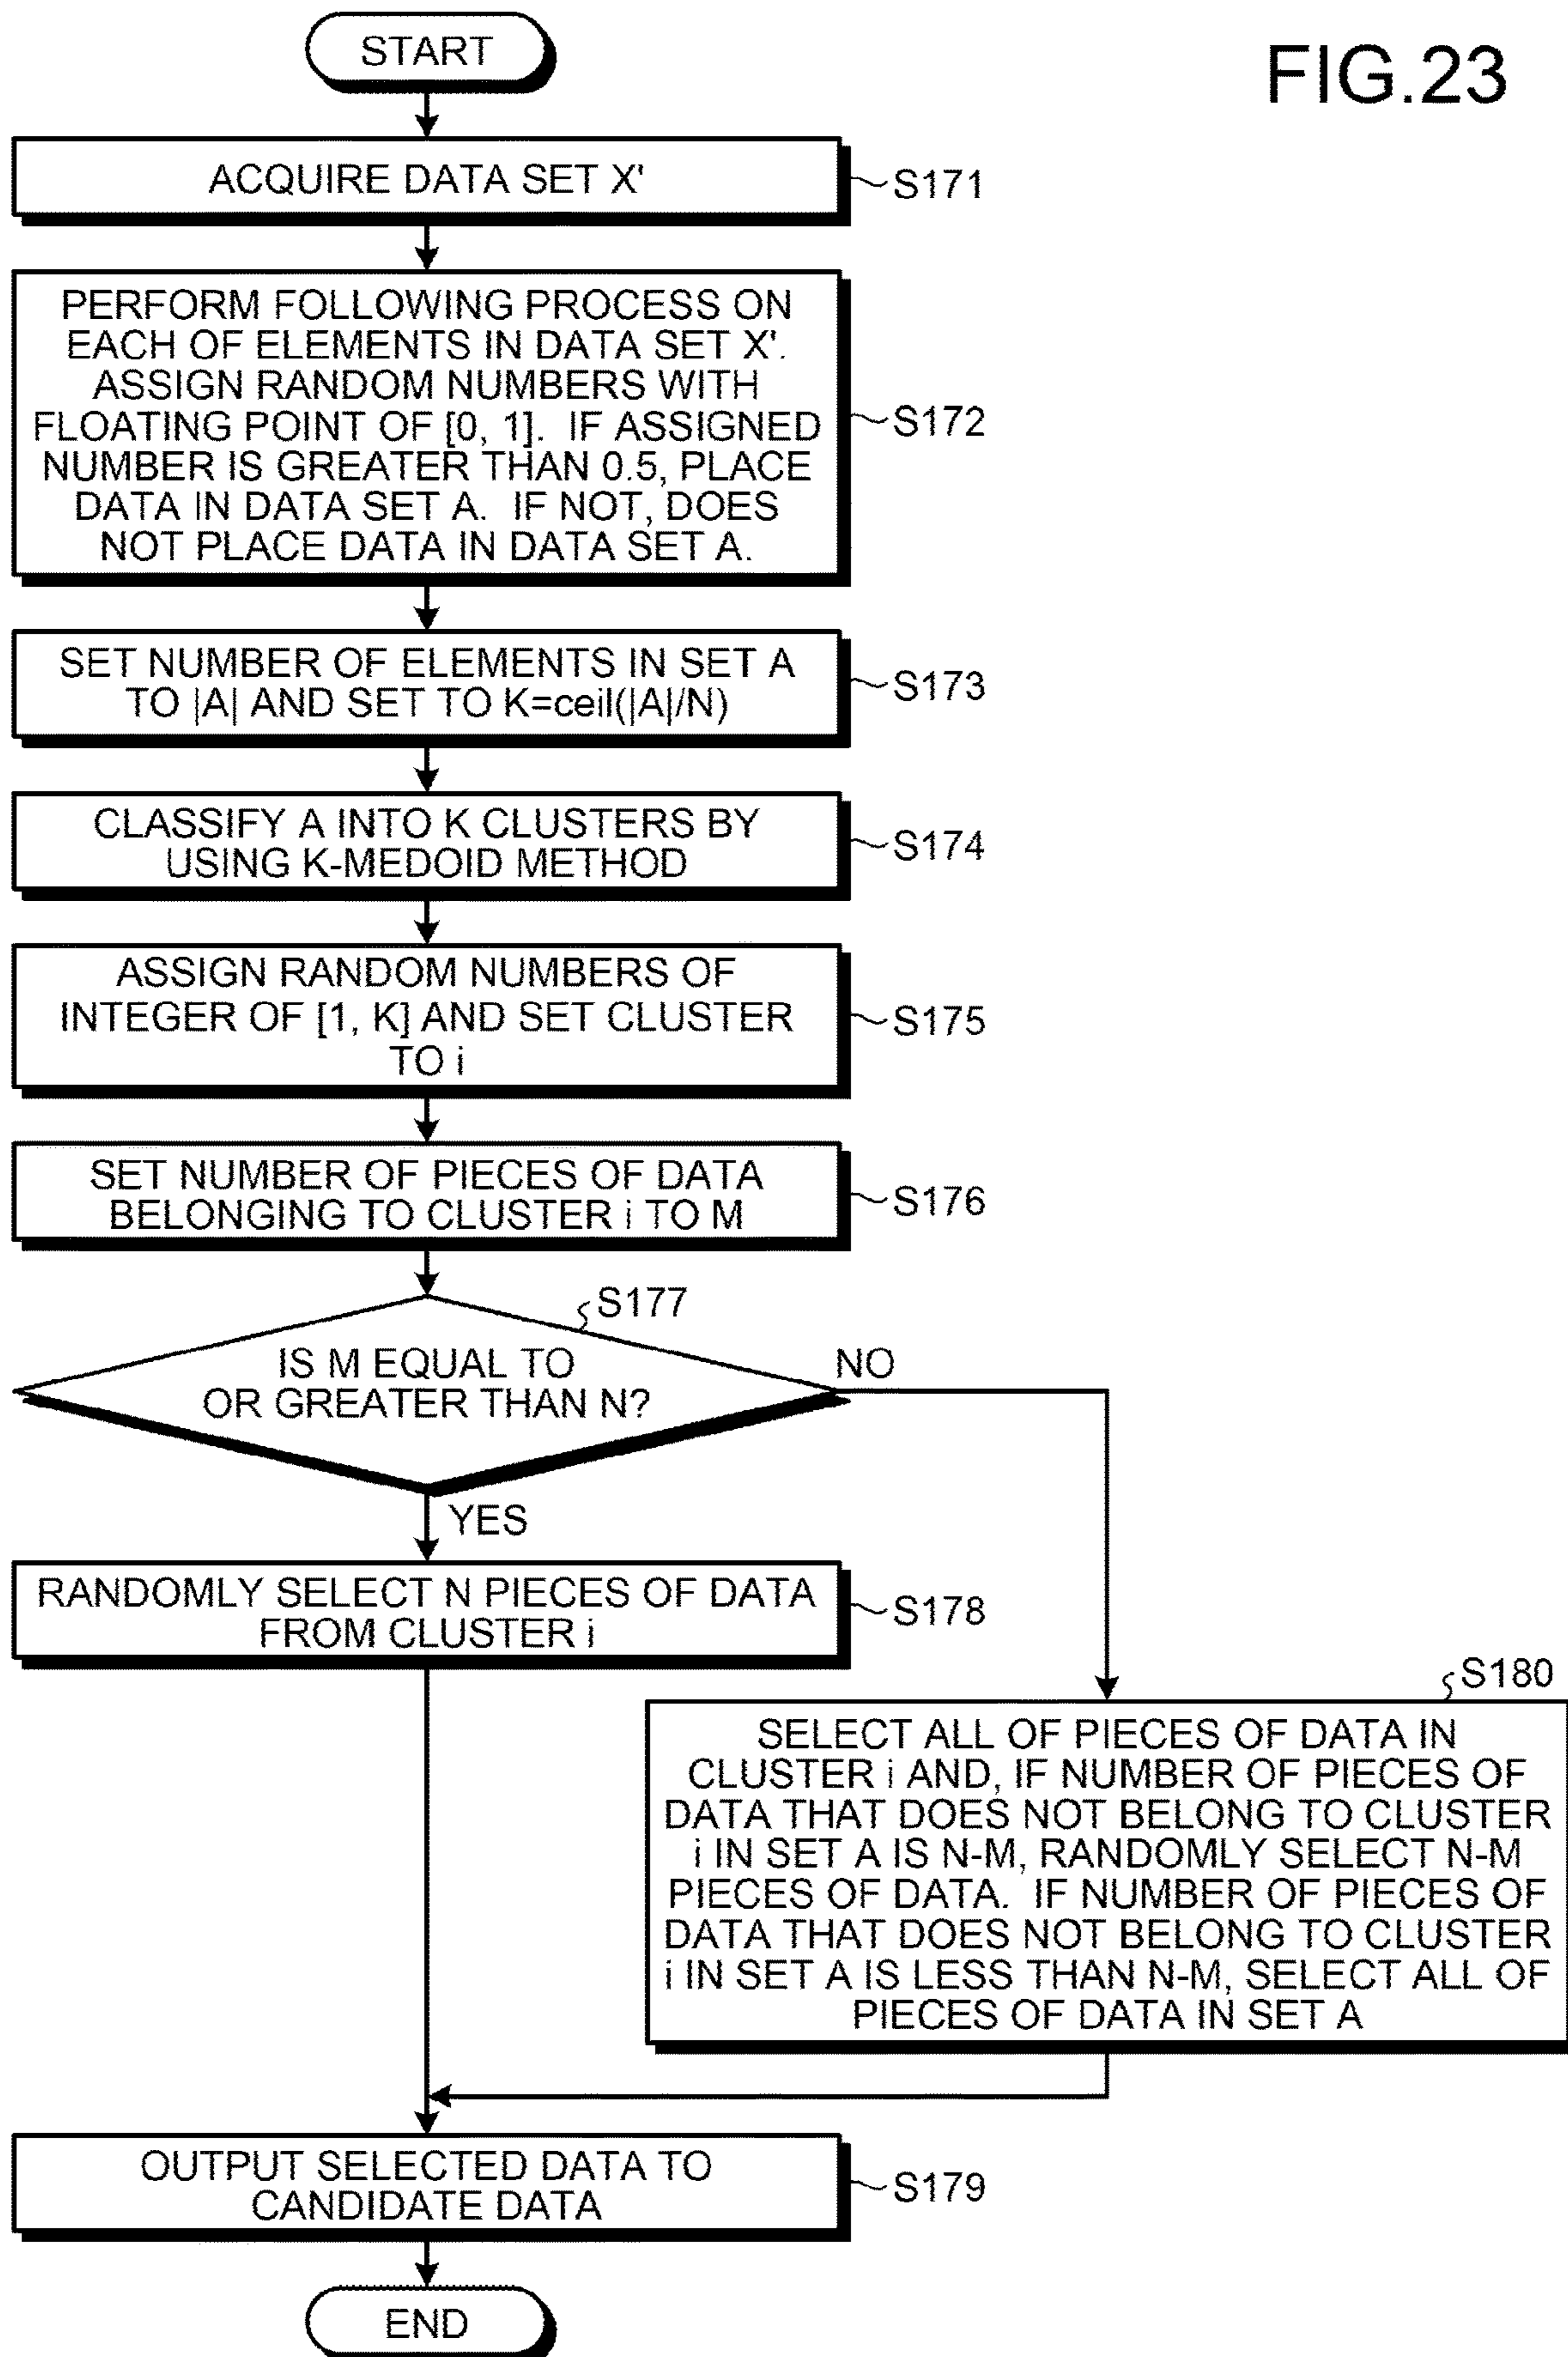 FIG.23
START
ACQUIRE DATA SET X'
S171
PERFORM FOLLOWING PROCESS ON
EACH OF ELEMENTS IN DATA SET X'.
ASSIGN RANDOM NUMBERS WITH
FLOATING POINT OF [0, 1]. IF ASSIGNED
NUMBER IS GREATER THAN 0.5, PLACE
DATA IN DATA SET A. IF NOT, DOES
NOT PLACE DATA IN DATA SET A.
S172
SET NUMBER OF ELEMENTS IN SET A
TO |A| AND SET TO K=ceil(|A|/N)
S173
CLASSIFY A INTO K CLUSTERS BY
USING K-MEDOID METHOD
S174
ASSIGN RANDOM NUMBERS OF
INTEGER OF [1, K] AND SET CLUSTER
TO i
S175
SET NUMBER OF PIECES OF DATA
BELONGING TO CLUSTER i TO M
S176
S177
IS M EQUAL TO
OR GREATER THAN N?
NO
YES
RANDOMLY SELECT N PIECES OF DATA
FROM CLUSTER i
S178
S180
SELECT ALL OF PIECES OF DATA IN
CLUSTER i AND, IF NUMBER OF PIECES OF
DATA THAT DOES NOT BELONG TO CLUSTER
i IN SET A IS N-M, RANDOMLY SELECT N-M
PIECES OF DATA. IF NUMBER OF PIECES OF
DATA THAT DOES NOT BELONG TO CLUSTER
i IN SET A IS LESS THAN N-M, SELECT ALL OF
PIECES OF DATA IN SET A
OUTPUT SELECTED DATA TO
CANDIDATE DATA
S179
END